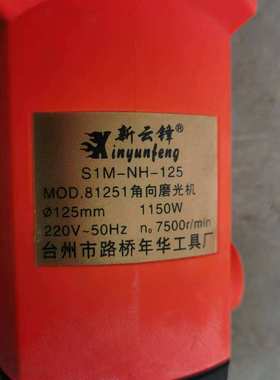 新云锋®
Xinyunfeng
S1M-NH-125
MOD.81251角向磨光机
Ø125mm 1150W
220V~50Hz n₀7500r/min
台州市路桥年华工具厂